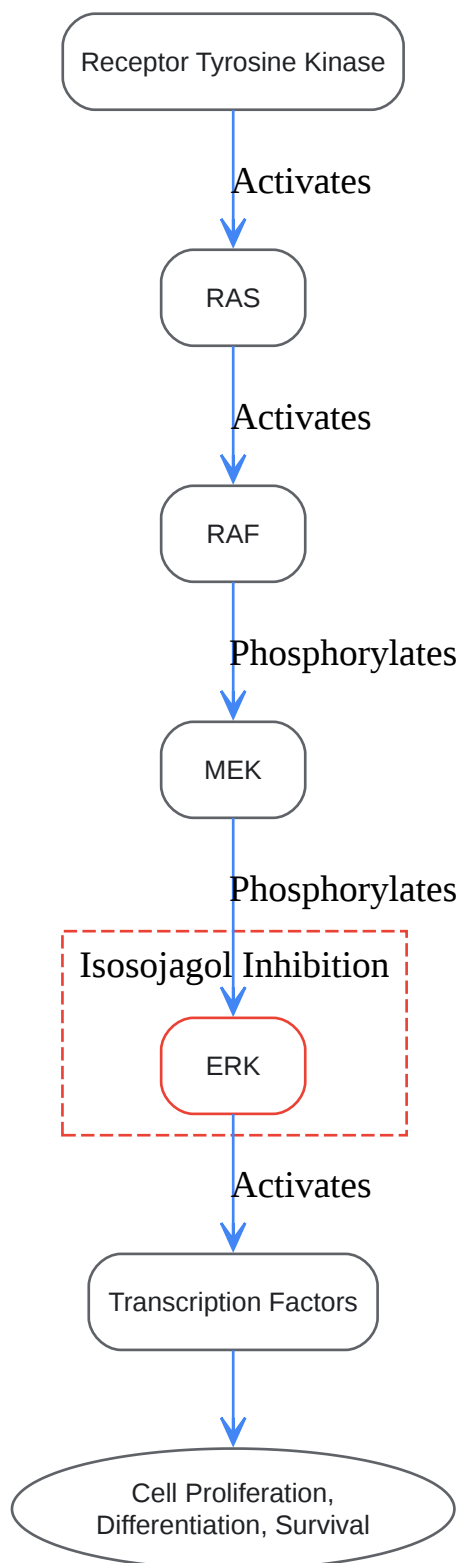 Receptor Tyrosine Kinase
Activates
RAS
Activates
RAF
Phosphorylates
MEK
Phosphorylates
Isosojagol Inhibition
ERK
Activates
Transcription Factors
Cell Proliferation,
Differentiation, Survival